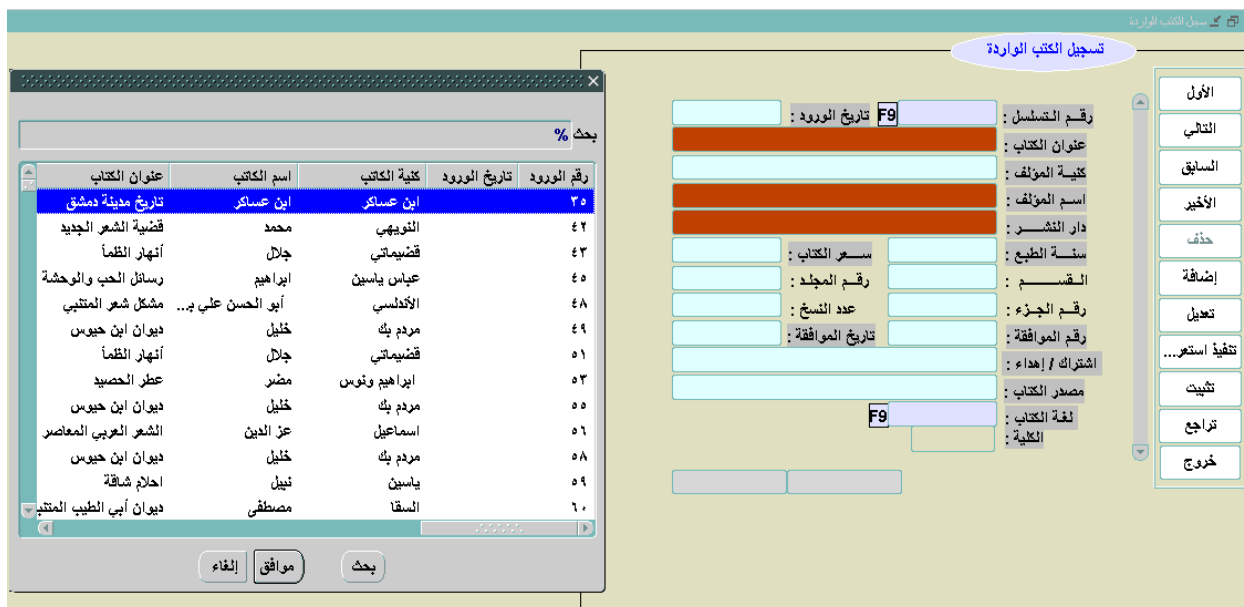 سجل الكتب الواردة
تسجيل الكتب الواردة
الأول
التالي
السابق
الأخير
حذف
إضافة
تعديل
تنفيذ استعر...
تثبيت
تراجع
خروج
رقـم التسلسل : F9 تاريخ الورود :
عنوان الكتاب :
كنيـة المؤلف :
اسـم المؤلف :
دار النشـــر :
سنـــة الطبع : ســـعر الكتاب :
القســـــم : رقـم المجلد :
رقـم الجـزء : عدد النسخ :
رقم الموافقة : تاريخ الموافقة :
اشتراك / إهداء :
مصدر الكتاب :
لغة الكتاب : F9
الكلية :
بحث %
رقم الورود تاريخ الورود كنية الكاتب اسم الكاتب عنوان الكتاب
٣٥ ابن عساكر ابن عساكر تاريخ مدينة دمشق
٤٢ النويهي محمد قضية الشعر الجديد
٤٣ قضيماتي جلال أنهار الظمأ
٤٥ عباس ياسين ابراهيم رسائل الحب والوحشة
٤٨ الأندلسي أبو الحسن علي بـ... مشكل شعر المتنبي
٤٩ مردم بك خليل ديوان ابن حيوس
٥١ قضيماتي جلال أنهار الظمأ
٥٣ ابراهيم ونوس مضر عطر الحصيد
٥٥ مردم بك خليل ديوان ابن حيوس
٥٦ اسماعيل عز الدين الشعر العربي المعاصر
٥٨ مردم بك خليل ديوان ابن حيوس
٥٩ ياسين نبيل احلام شاقة
٦٠ السقا مصطفى ديوان أبي الطيب المتنبـ
بحث موافق إلغاء